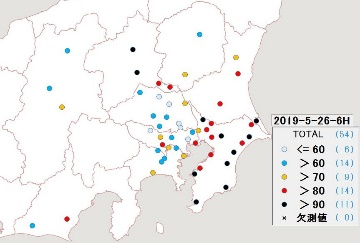 2019-5-26-6H
TOTAL (54)
<= 60 ( 6)
> 60 (14)
> 70 ( 9)
> 80 (14)
> 90 (11)
× 欠測値 ( 0)